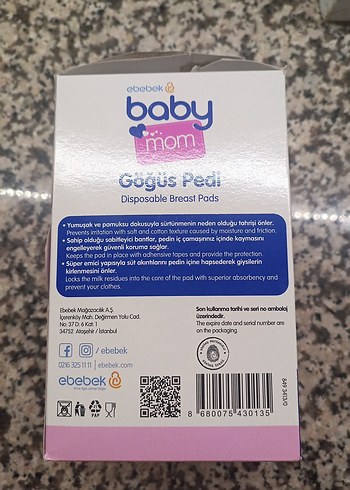 ebebek
baby
mom
Göğüs Pedi
Disposable Breast Pads
• Yumuşak ve pamuksu dokusuyla sürtünmenin neden olduğu tahrişi önler.
Prevents irritation with soft and cotton texture caused by moisture and friction.
• Sahip olduğu sabitleyici bantlar, pedin iç çamaşırınız içinde kaymasını
engelleyerek güvenli koruma sağlar.
Keeps the pad in place with adhensive tapes and provide the protection.
• Süper emici yapısıyla süt akıntılarını pedin içine hapsederek giysilerin
kirlenmesini önler.
Locks the milk residues into the core of the pad with superior absorbency and
prevent your clothes.
Ebebek Mağazacılık A.Ş.
İçerenköy Mah. Değirmen Yolu Cad.
No: 37 D: 6 Kat: 1
34752 Ataşehir / İstanbul
/ ebebek
0216 325 11 11 | ebebek.com
ebebek
Son kullanma tarihi ve seri no ambalaj
üzerindedir.
The expire date and serial number are
on the packaging.
PAP
8 680075 430135
849 3413/0